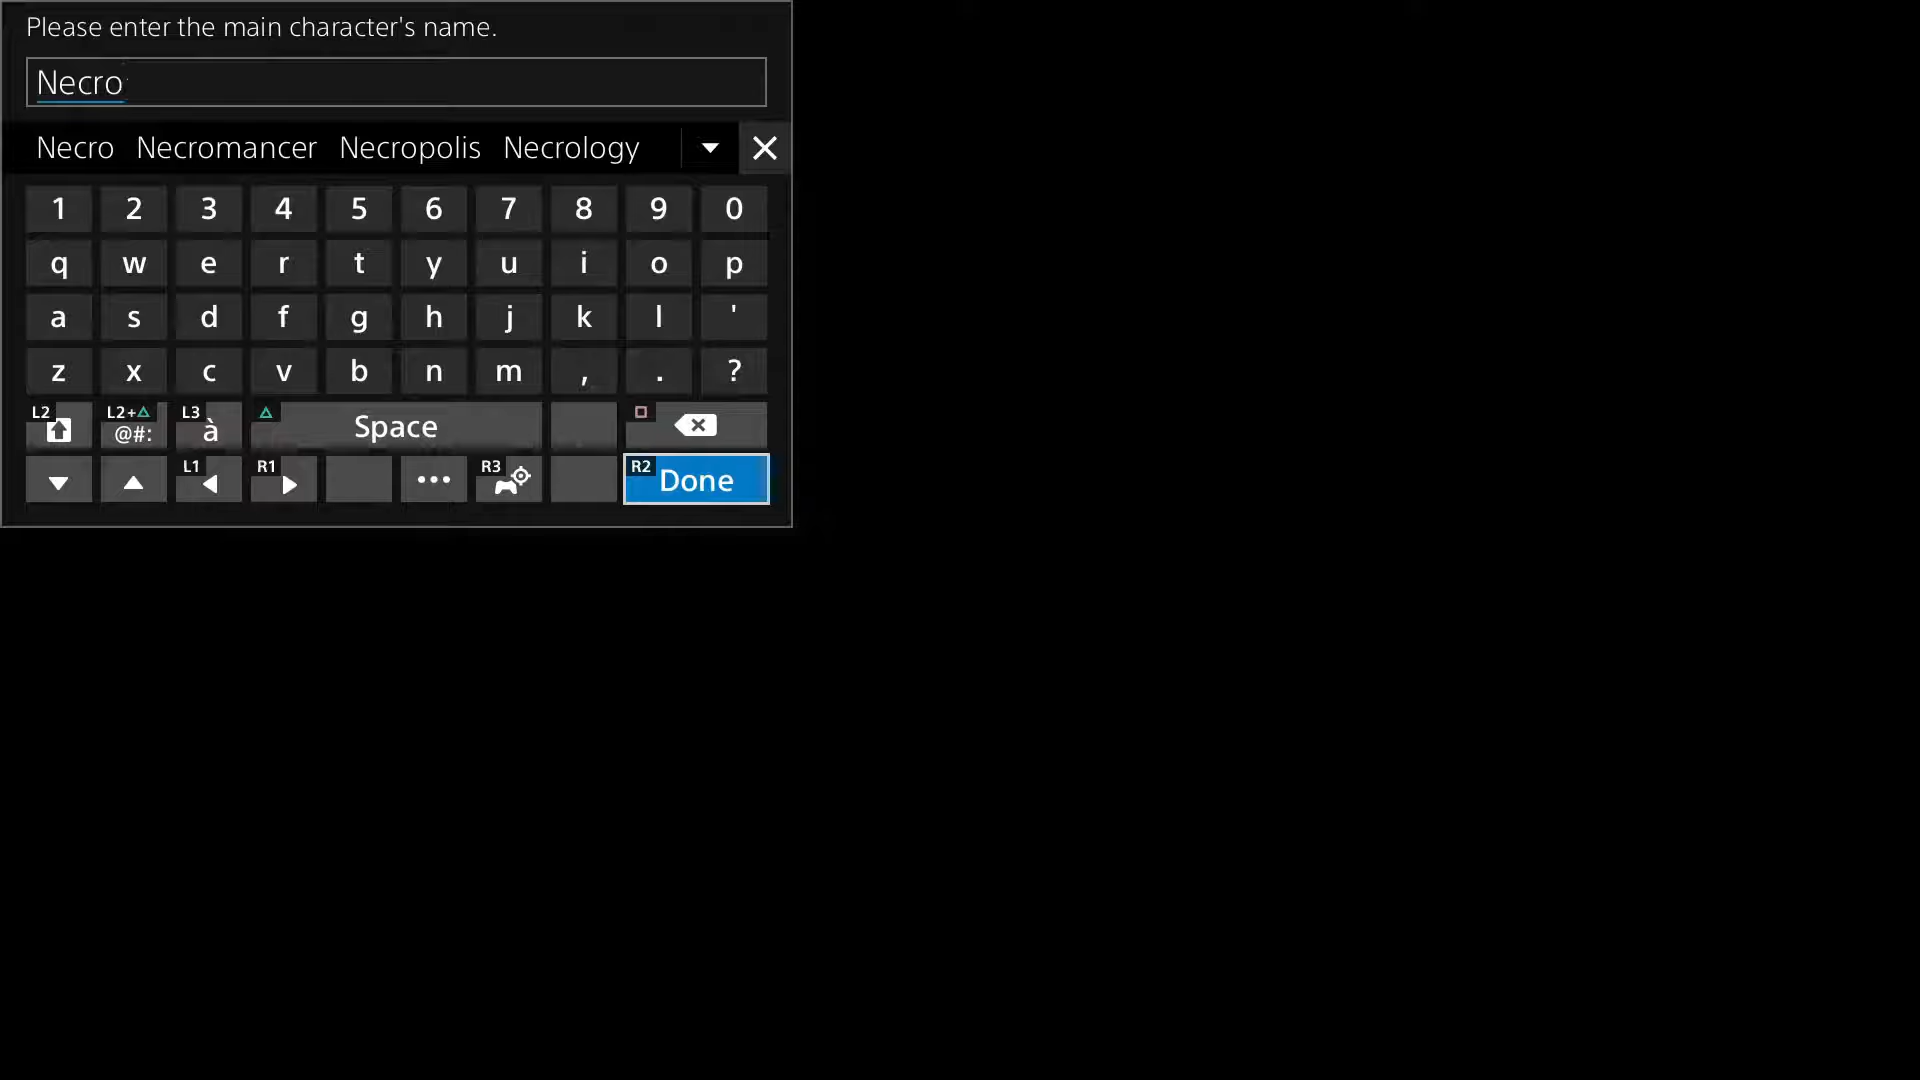 Please enter the main character's name.
Necro
Necro Necromancer Necropolis Necrology
1 2 3 4 5 6 7 8 9 0
q w e r t y u i o p
a s d f g h j k l '
z x c v b n m , . ?
L2 L2+△ @#: L3 à △ Space □
L1 R1 ... R3 R2 Done